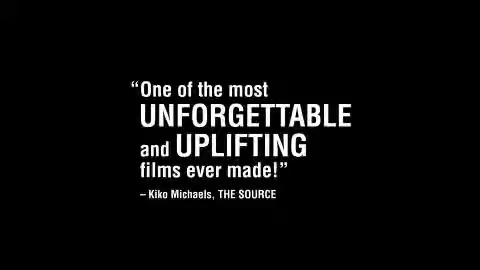 “One of the most
UNFORGETTABLE
and UPLIFTING
films ever made!”
– Kiko Michaels, THE SOURCE